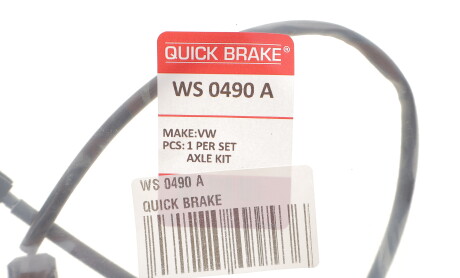 QUICK BRAKE®
WS 0490 A
MAKE:VW
PCS: 1 PER SET
AXLE KIT
WS 0490 A
QUICK BRAKE